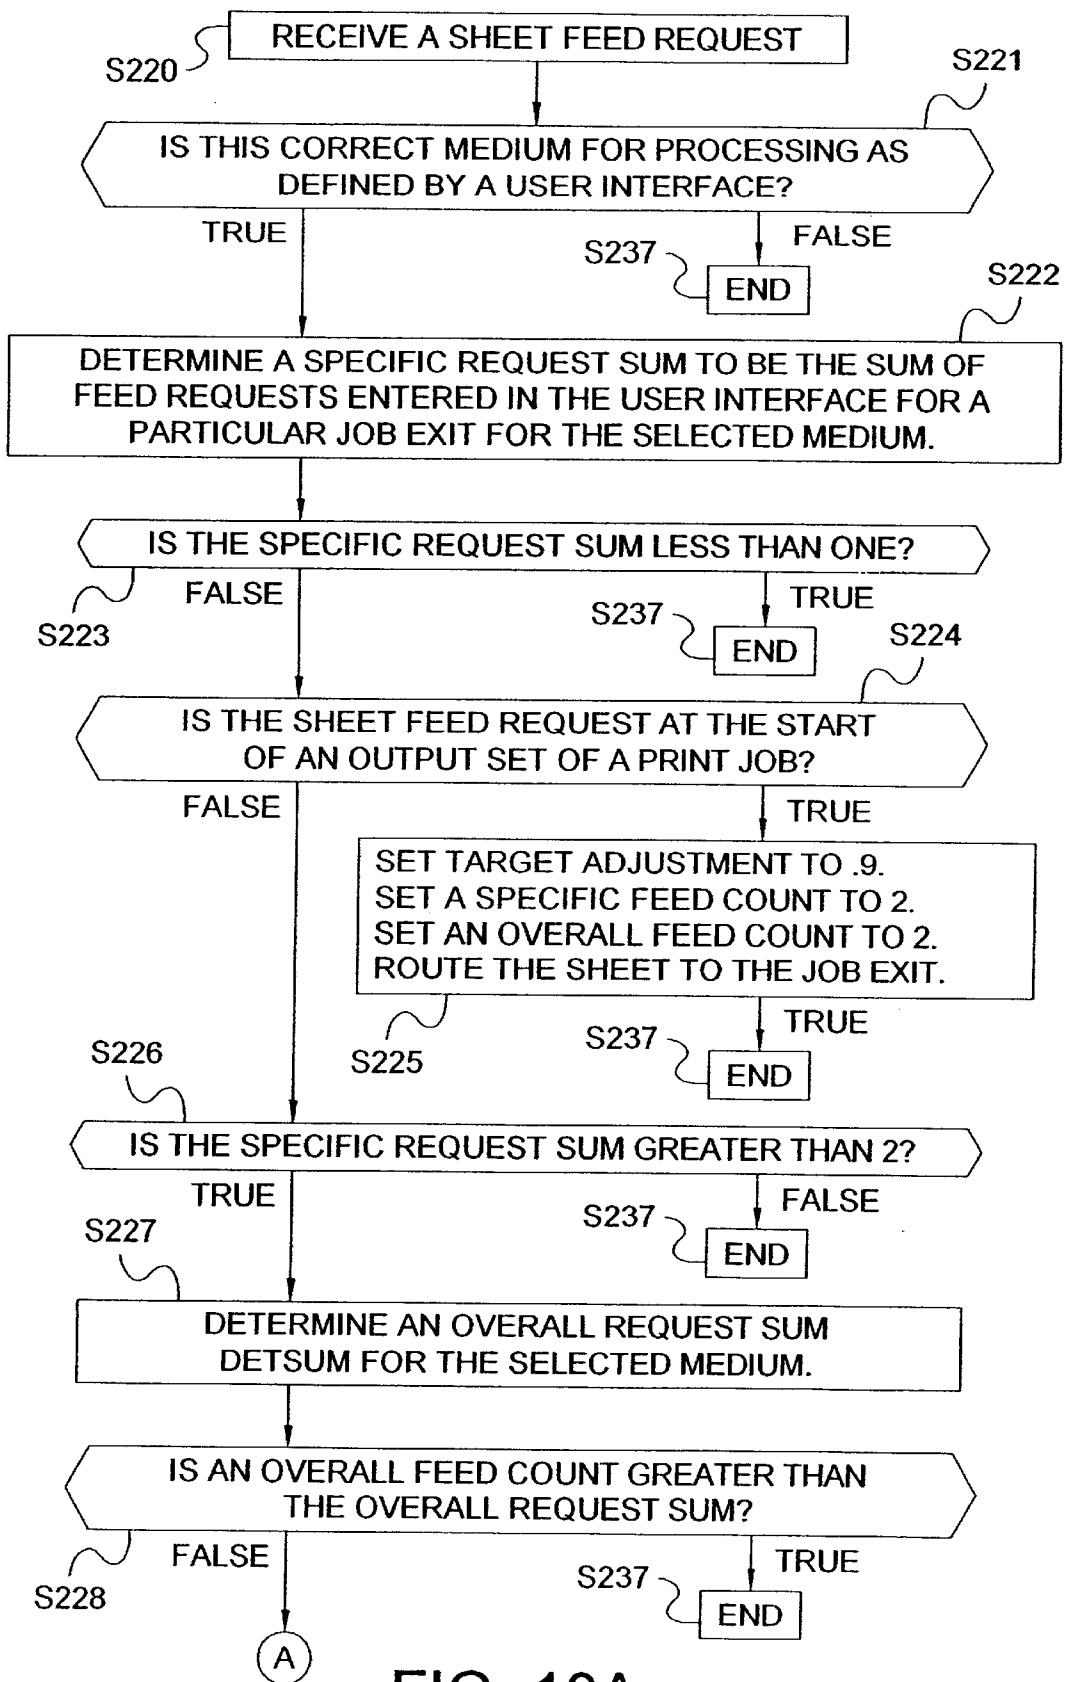 RECEIVE A SHEET FEED REQUEST
S220
S221
IS THIS CORRECT MEDIUM FOR PROCESSING AS
DEFINED BY A USER INTERFACE?
TRUE
FALSE
S237
END
S222
DETERMINE A SPECIFIC REQUEST SUM TO BE THE SUM OF
FEED REQUESTS ENTERED IN THE USER INTERFACE FOR A
PARTICULAR JOB EXIT FOR THE SELECTED MEDIUM.
IS THE SPECIFIC REQUEST SUM LESS THAN ONE?
S223
FALSE
TRUE
S237
END
S224
IS THE SHEET FEED REQUEST AT THE START
OF AN OUTPUT SET OF A PRINT JOB?
FALSE
TRUE
SET TARGET ADJUSTMENT TO .9.
SET A SPECIFIC FEED COUNT TO 2.
SET AN OVERALL FEED COUNT TO 2.
ROUTE THE SHEET TO THE JOB EXIT.
S225
TRUE
S237
END
S226
IS THE SPECIFIC REQUEST SUM GREATER THAN 2?
TRUE
FALSE
S237
END
S227
DETERMINE AN OVERALL REQUEST SUM
DETSUM FOR THE SELECTED MEDIUM.
IS AN OVERALL FEED COUNT GREATER THAN
THE OVERALL REQUEST SUM?
S228
FALSE
TRUE
S237
END
A